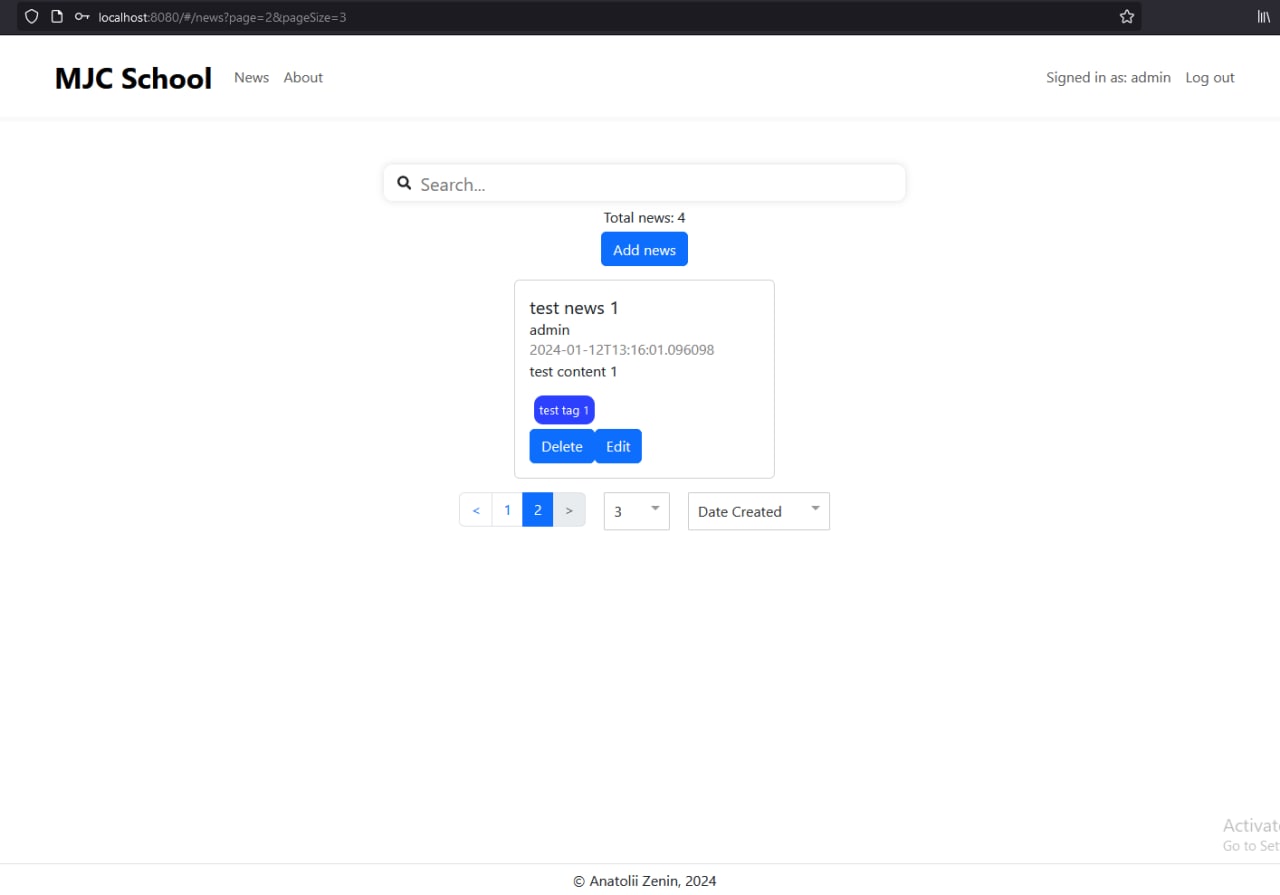 localhost:8080/#/news?page=2&pageSize=3
MJC School News About Signed in as: admin Log out
Search...
Total news: 4
Add news
test news 1
admin
2024-01-12T13:16:01.096098
test content 1
test tag 1
Delete Edit
< 1 2 > 3 Date Created
Activate
Go to Set
© Anatolii Zenin, 2024